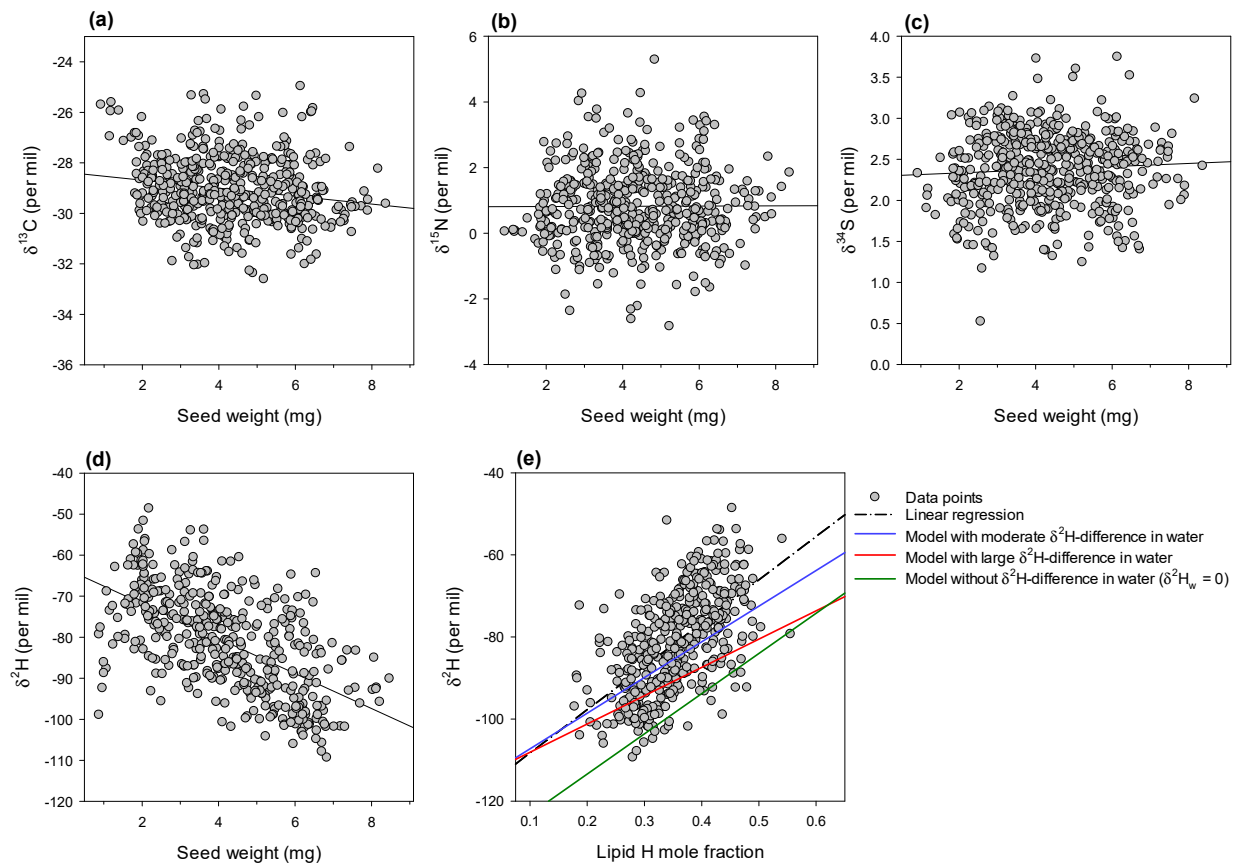 (a)
-24
-26
-28
-30
-32
-34
-36
δ13C (per mil)
2 4 6 8
Seed weight (mg)
(b)
6
4
2
0
-2
-4
δ15N (per mil)
2 4 6 8
Seed weight (mg)
(c)
4.0
3.5
3.0
2.5
2.0
1.5
1.0
0.5
0.0
δ34S (per mil)
2 4 6 8
Seed weight (mg)
(d)
-40
-50
-60
-70
-80
-90
-100
-110
-120
δ2H (per mil)
2 4 6 8
Seed weight (mg)
(e)
-40
-60
-80
-100
-120
δ2H (per mil)
0.1 0.2 0.3 0.4 0.5 0.6
Lipid H mole fraction
Data points
Linear regression
Model with moderate δ2H-difference in water
Model with large δ2H-difference in water
Model without δ2H-difference in water (δ2Hw = 0)